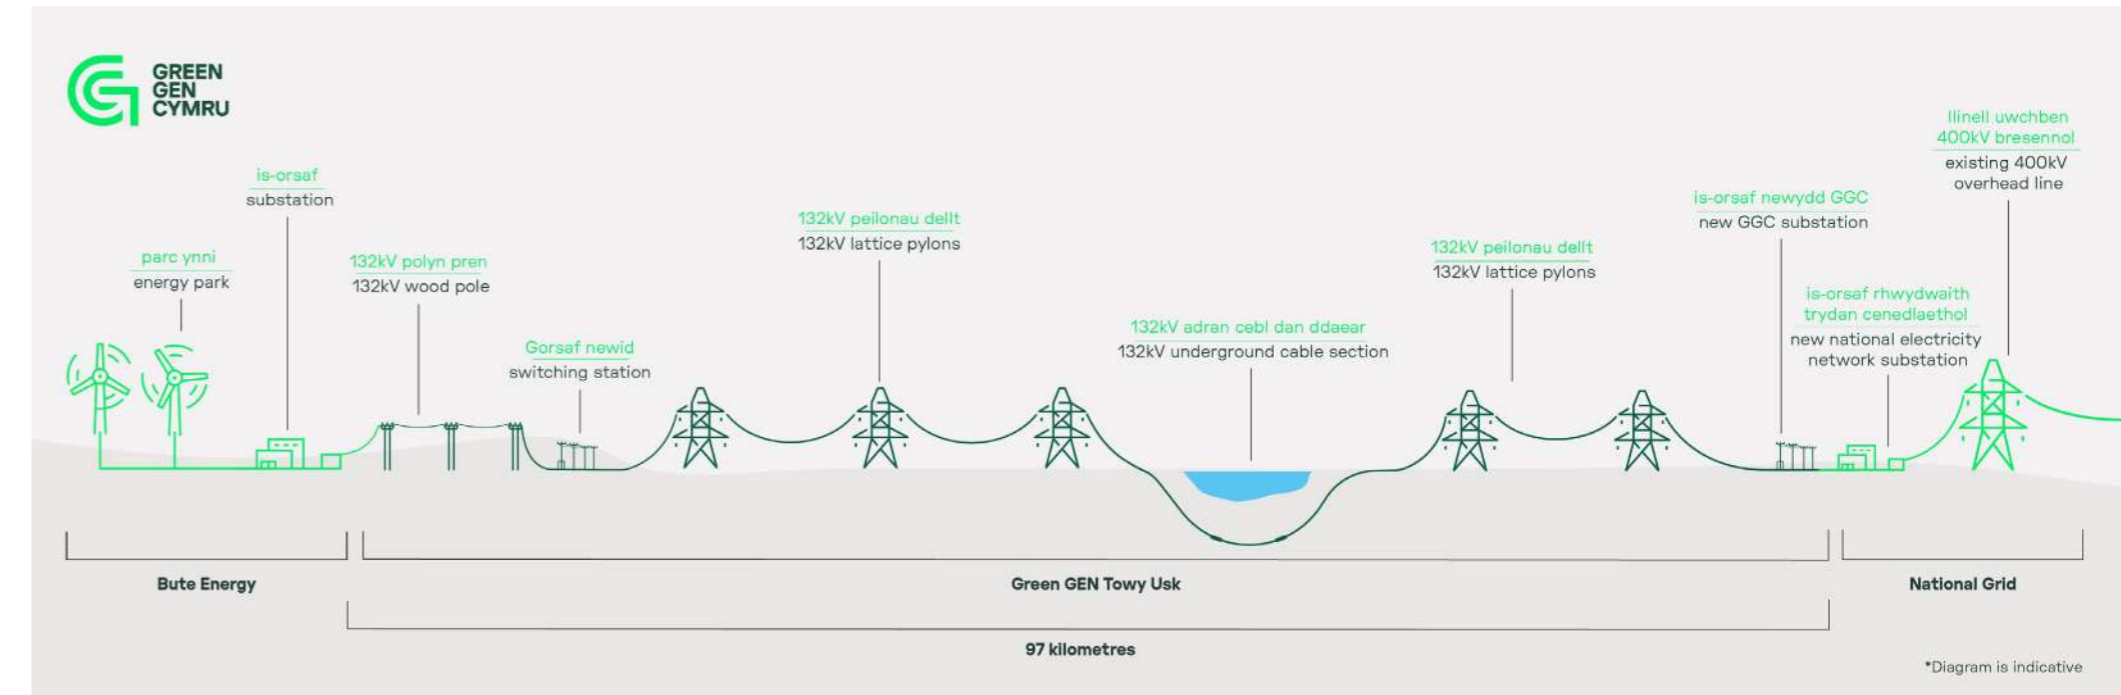 GREEN
GEN
CYMRU
parc ynni
energy park
is-orsaf
substation
132kV polyn pren
132kV wood pole
Gorsaf newid
switching station
132kV peilonau dellt
132kV lattice pylons
132kV adran cebl dan ddaear
132kV underground cable section
132kV peilonau dellt
132kV lattice pylons
is-orsaf newydd GGC
new GGC substation
is-orsaf rhwydwaith
trydan cenedlaethol
new national electricity
network substation
llinell uwchben
400kV bresennol
existing 400kV
overhead line
Bute Energy
Green GEN Towy Usk
National Grid
97 kilometres
*Diagram is indicative